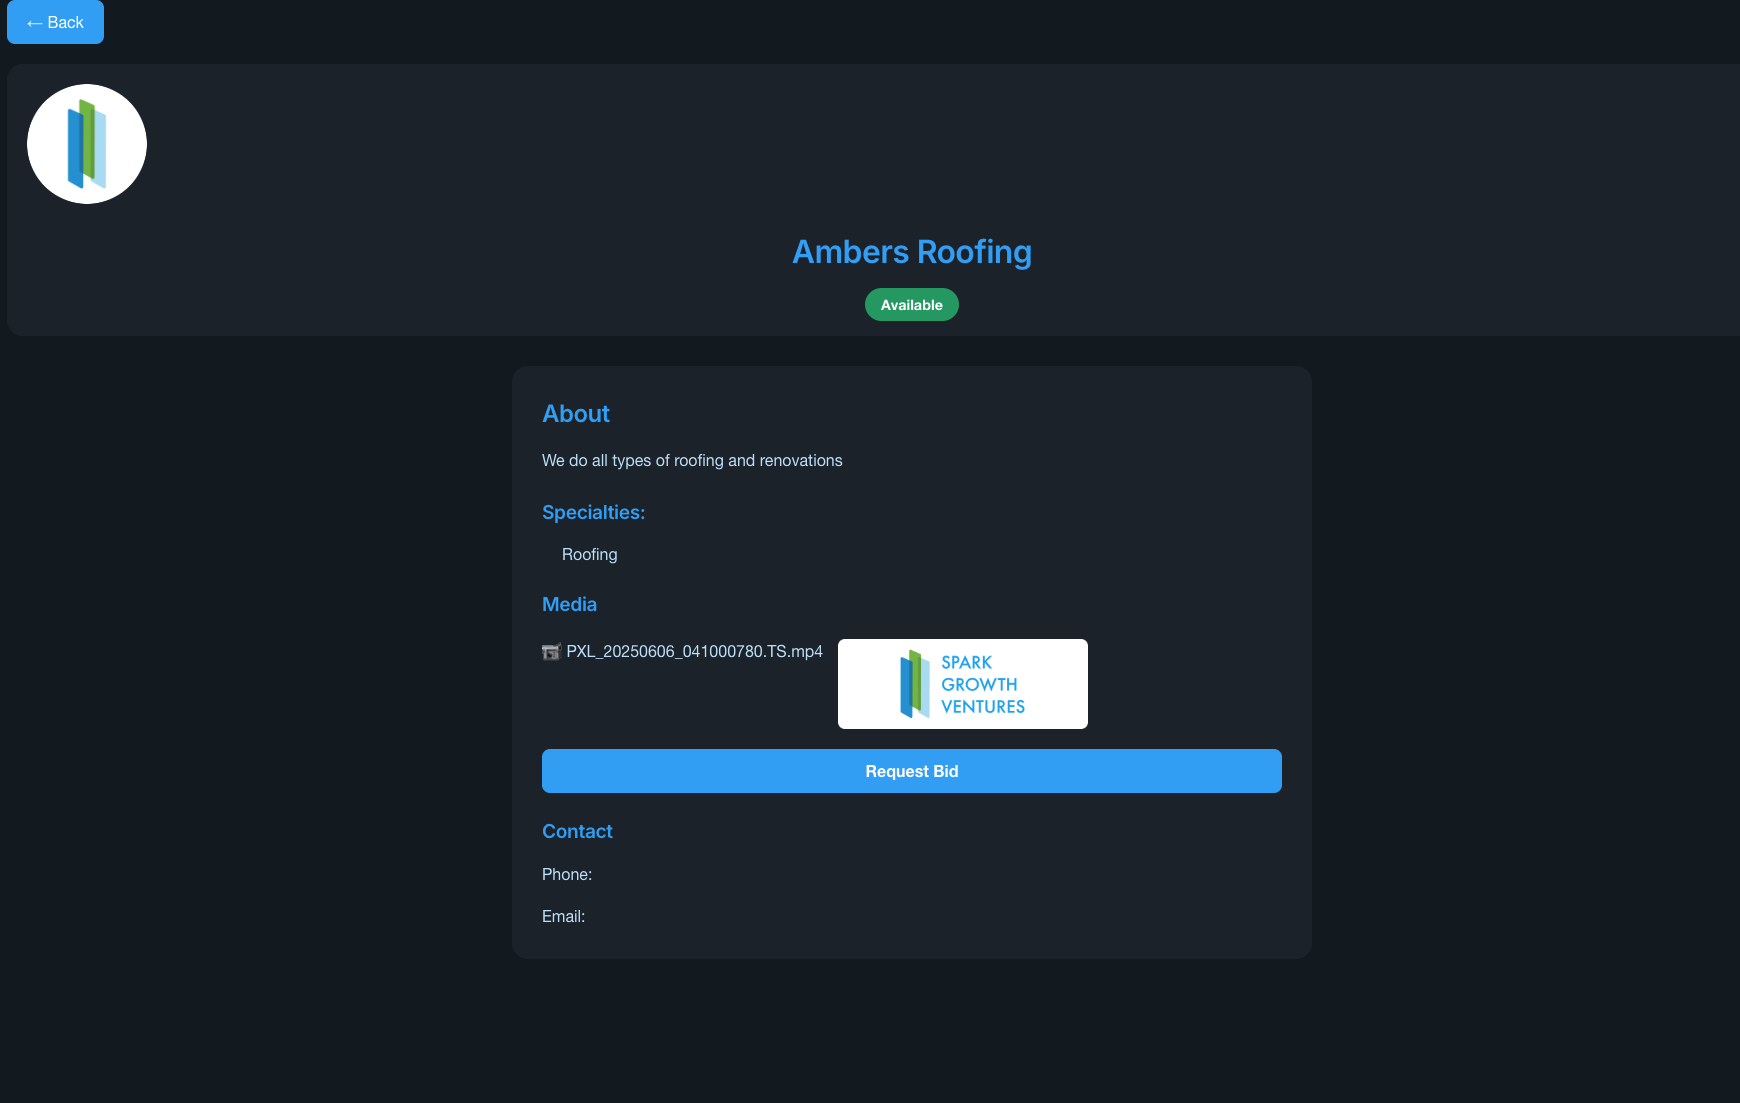 ← Back
Ambers Roofing
Available
About
We do all types of roofing and renovations
Specialties:
Roofing
Media
PXL_20250606_041000780.TS.mp4
SPARK
GROWTH
VENTURES
Request Bid
Contact
Phone:
Email: